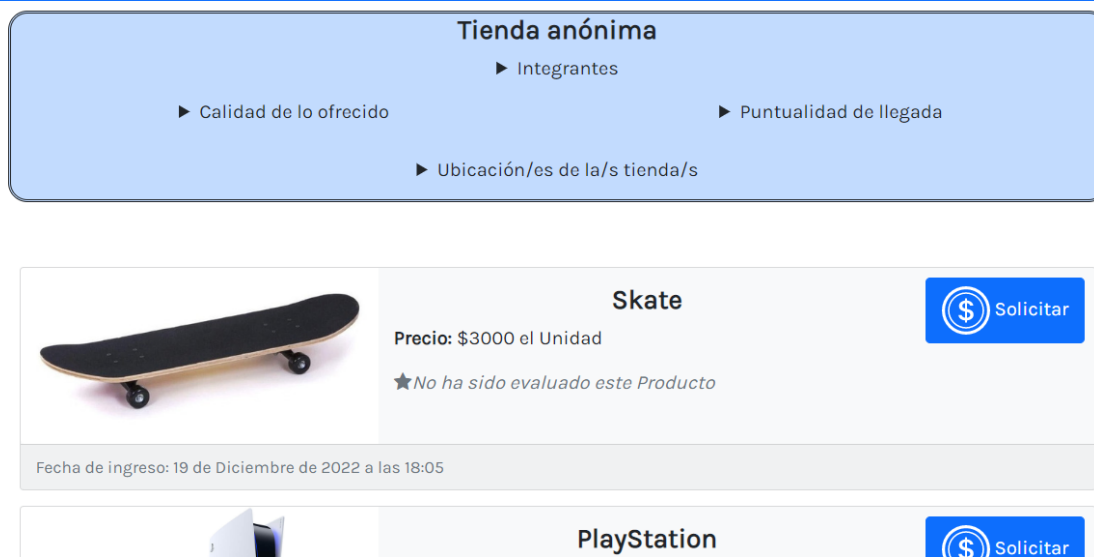 Tienda anónima
▶ Integrantes
▶ Calidad de lo ofrecido
▶ Puntualidad de llegada
▶ Ubicación/es de la/s tienda/s
Skate
$ Solicitar
Precio: $3000 el Unidad
★No ha sido evaluado este Producto
Fecha de ingreso: 19 de Diciembre de 2022 a las 18:05
PlayStation
$ Solicitar